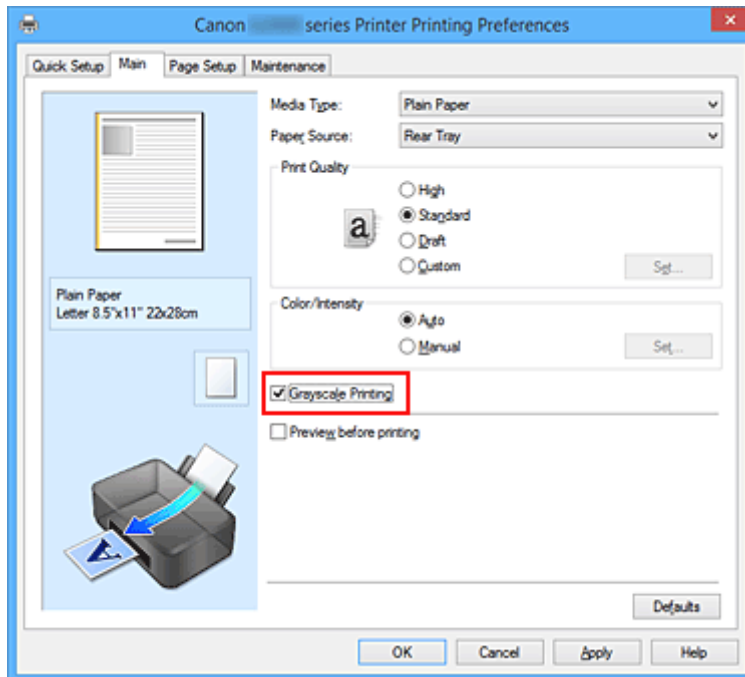 Canon series Printer Printing Preferences
Quick Setup Main Page Setup Maintenance
Media Type: Plain Paper
Paper Source: Rear Tray
Print Quality
High
a Standard
Draft
Custom Set...
Plain Paper
Letter 8.5"x11" 22x28cm
Color/Intensity
Auto
Manual Set...
Grayscale Printing
Preview before printing
A
Defaults
OK Cancel Apply Help